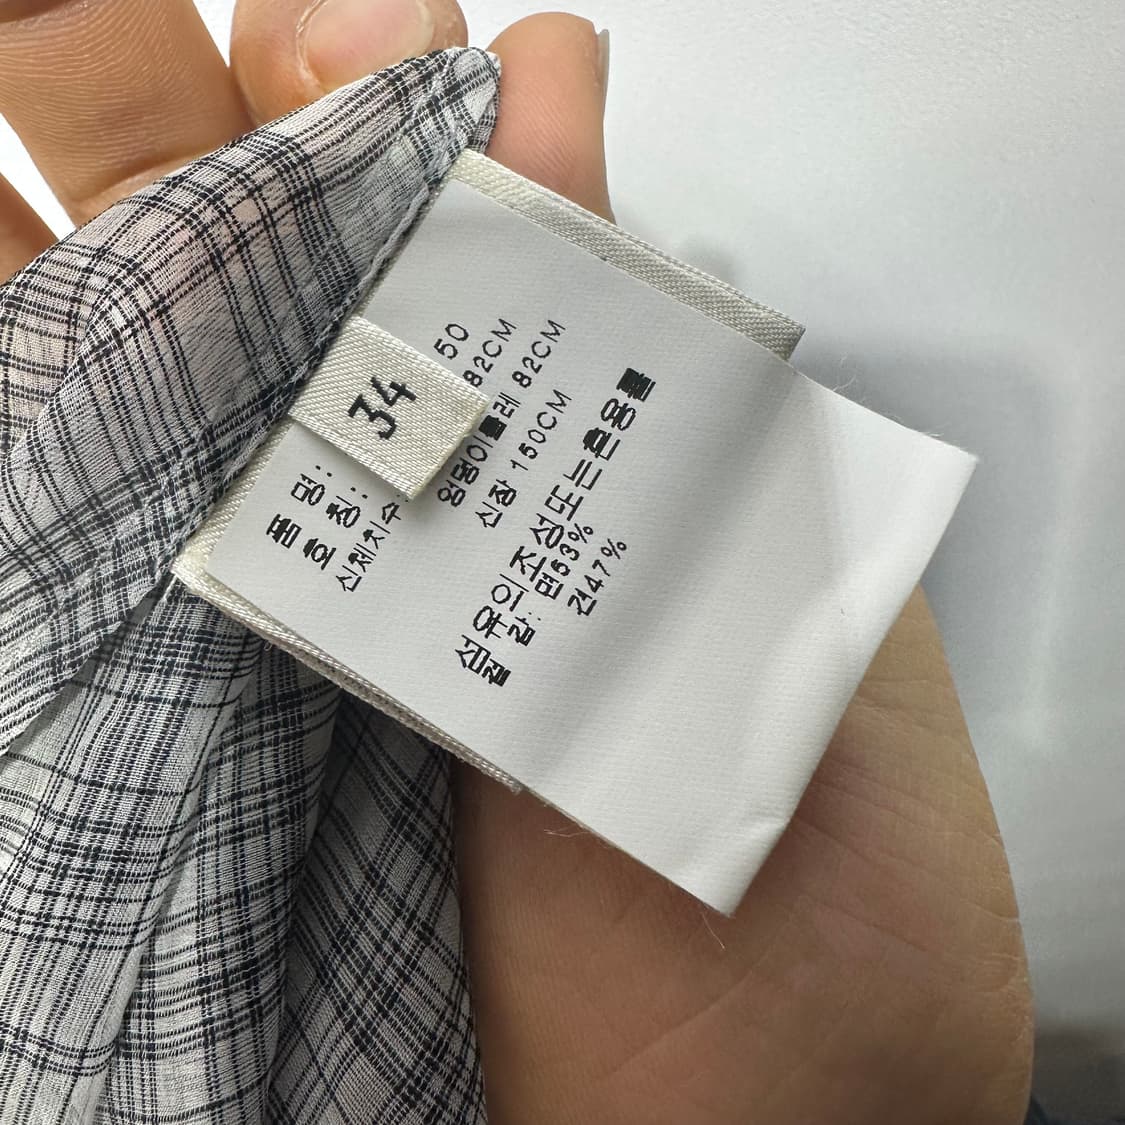 34
품 명:
호 칭: 50
신체치수: 82CM
엉덩이둘레 82CM
신장 150CM
섬유의조성또는혼용률
겉감: 면53%
견47%